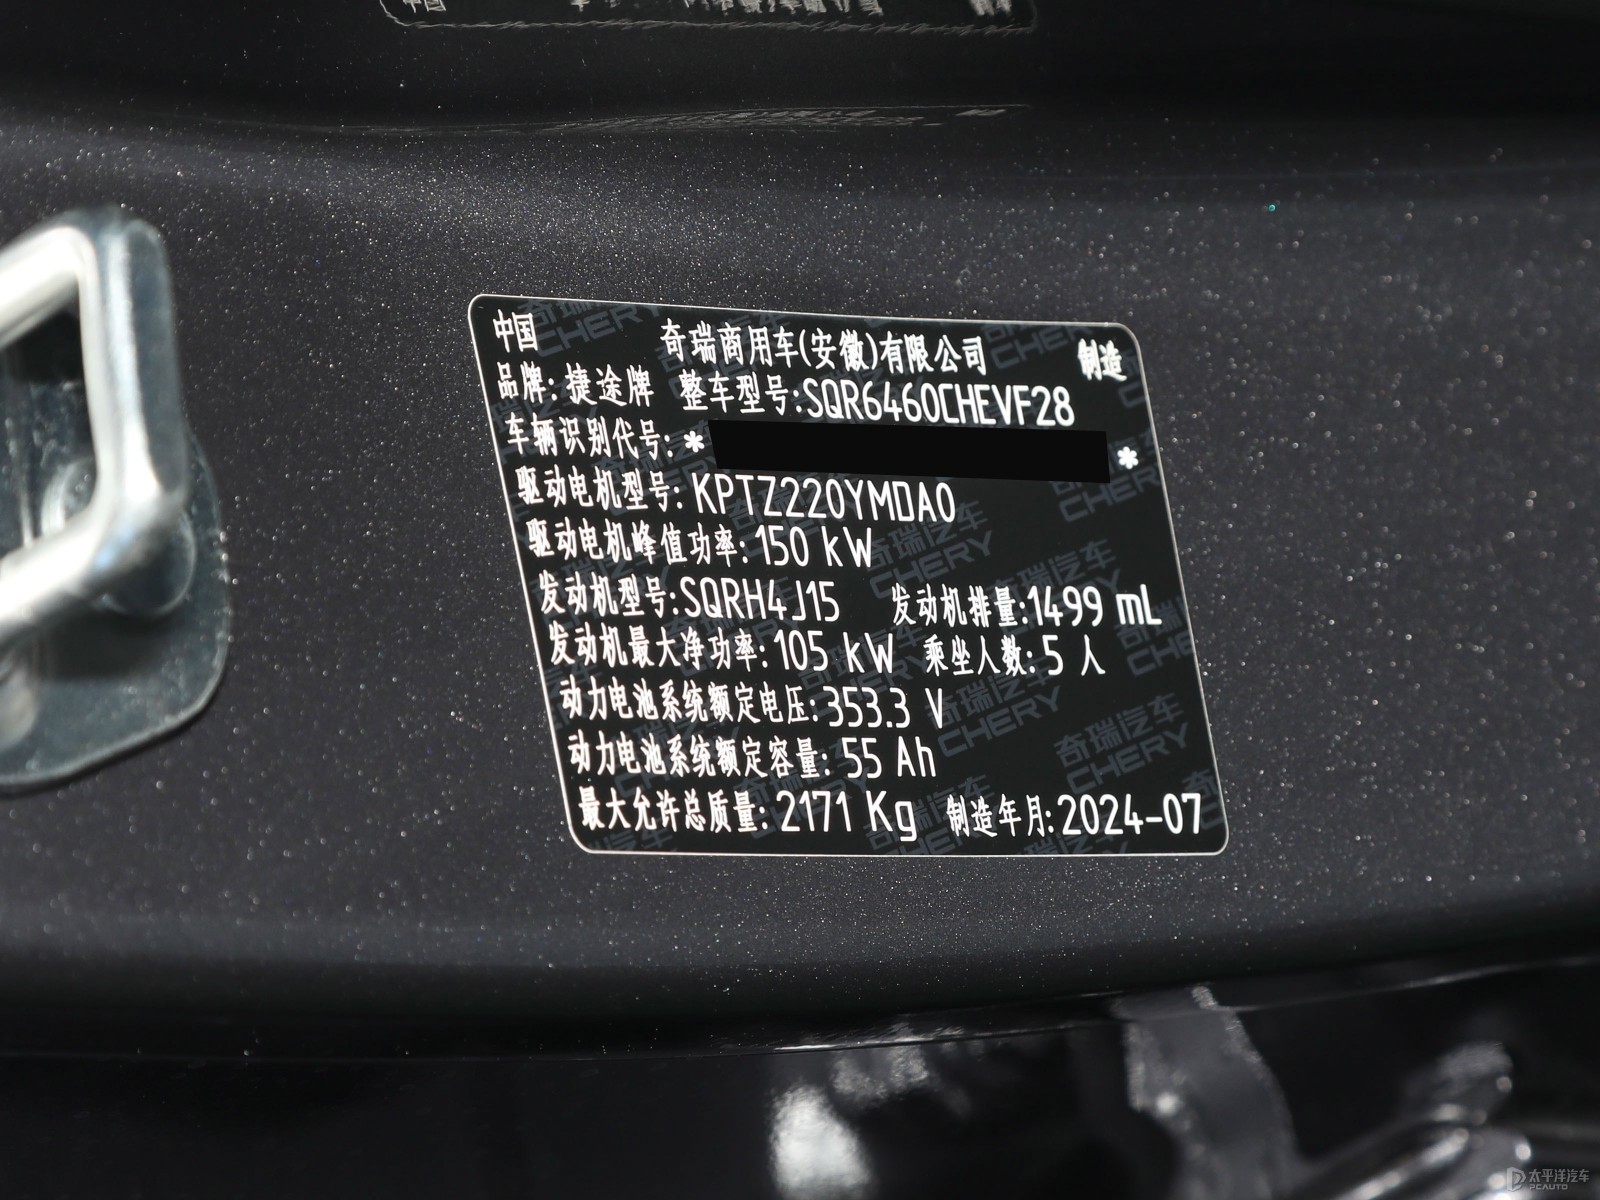 中国 奇瑞商用车(安徽)有限公司 制造
品牌: 捷途牌 整车型号:SQR6460CHEVF28
车辆识别代号: * *
驱动电机型号: KPTZ220YMDA0
驱动电机峰值功率: 150 kW
发动机型号:SQRH4J15 发动机排量:1499 mL
发动机最大净功率: 105 kW 乘坐人数: 5 人
动力电池系统额定电压: 353.3 V
动力电池系统额定容量: 55 Ah
最大允许总质量: 2171 Kg 制造年月: 2024-07
太平洋汽车
PCAUTO